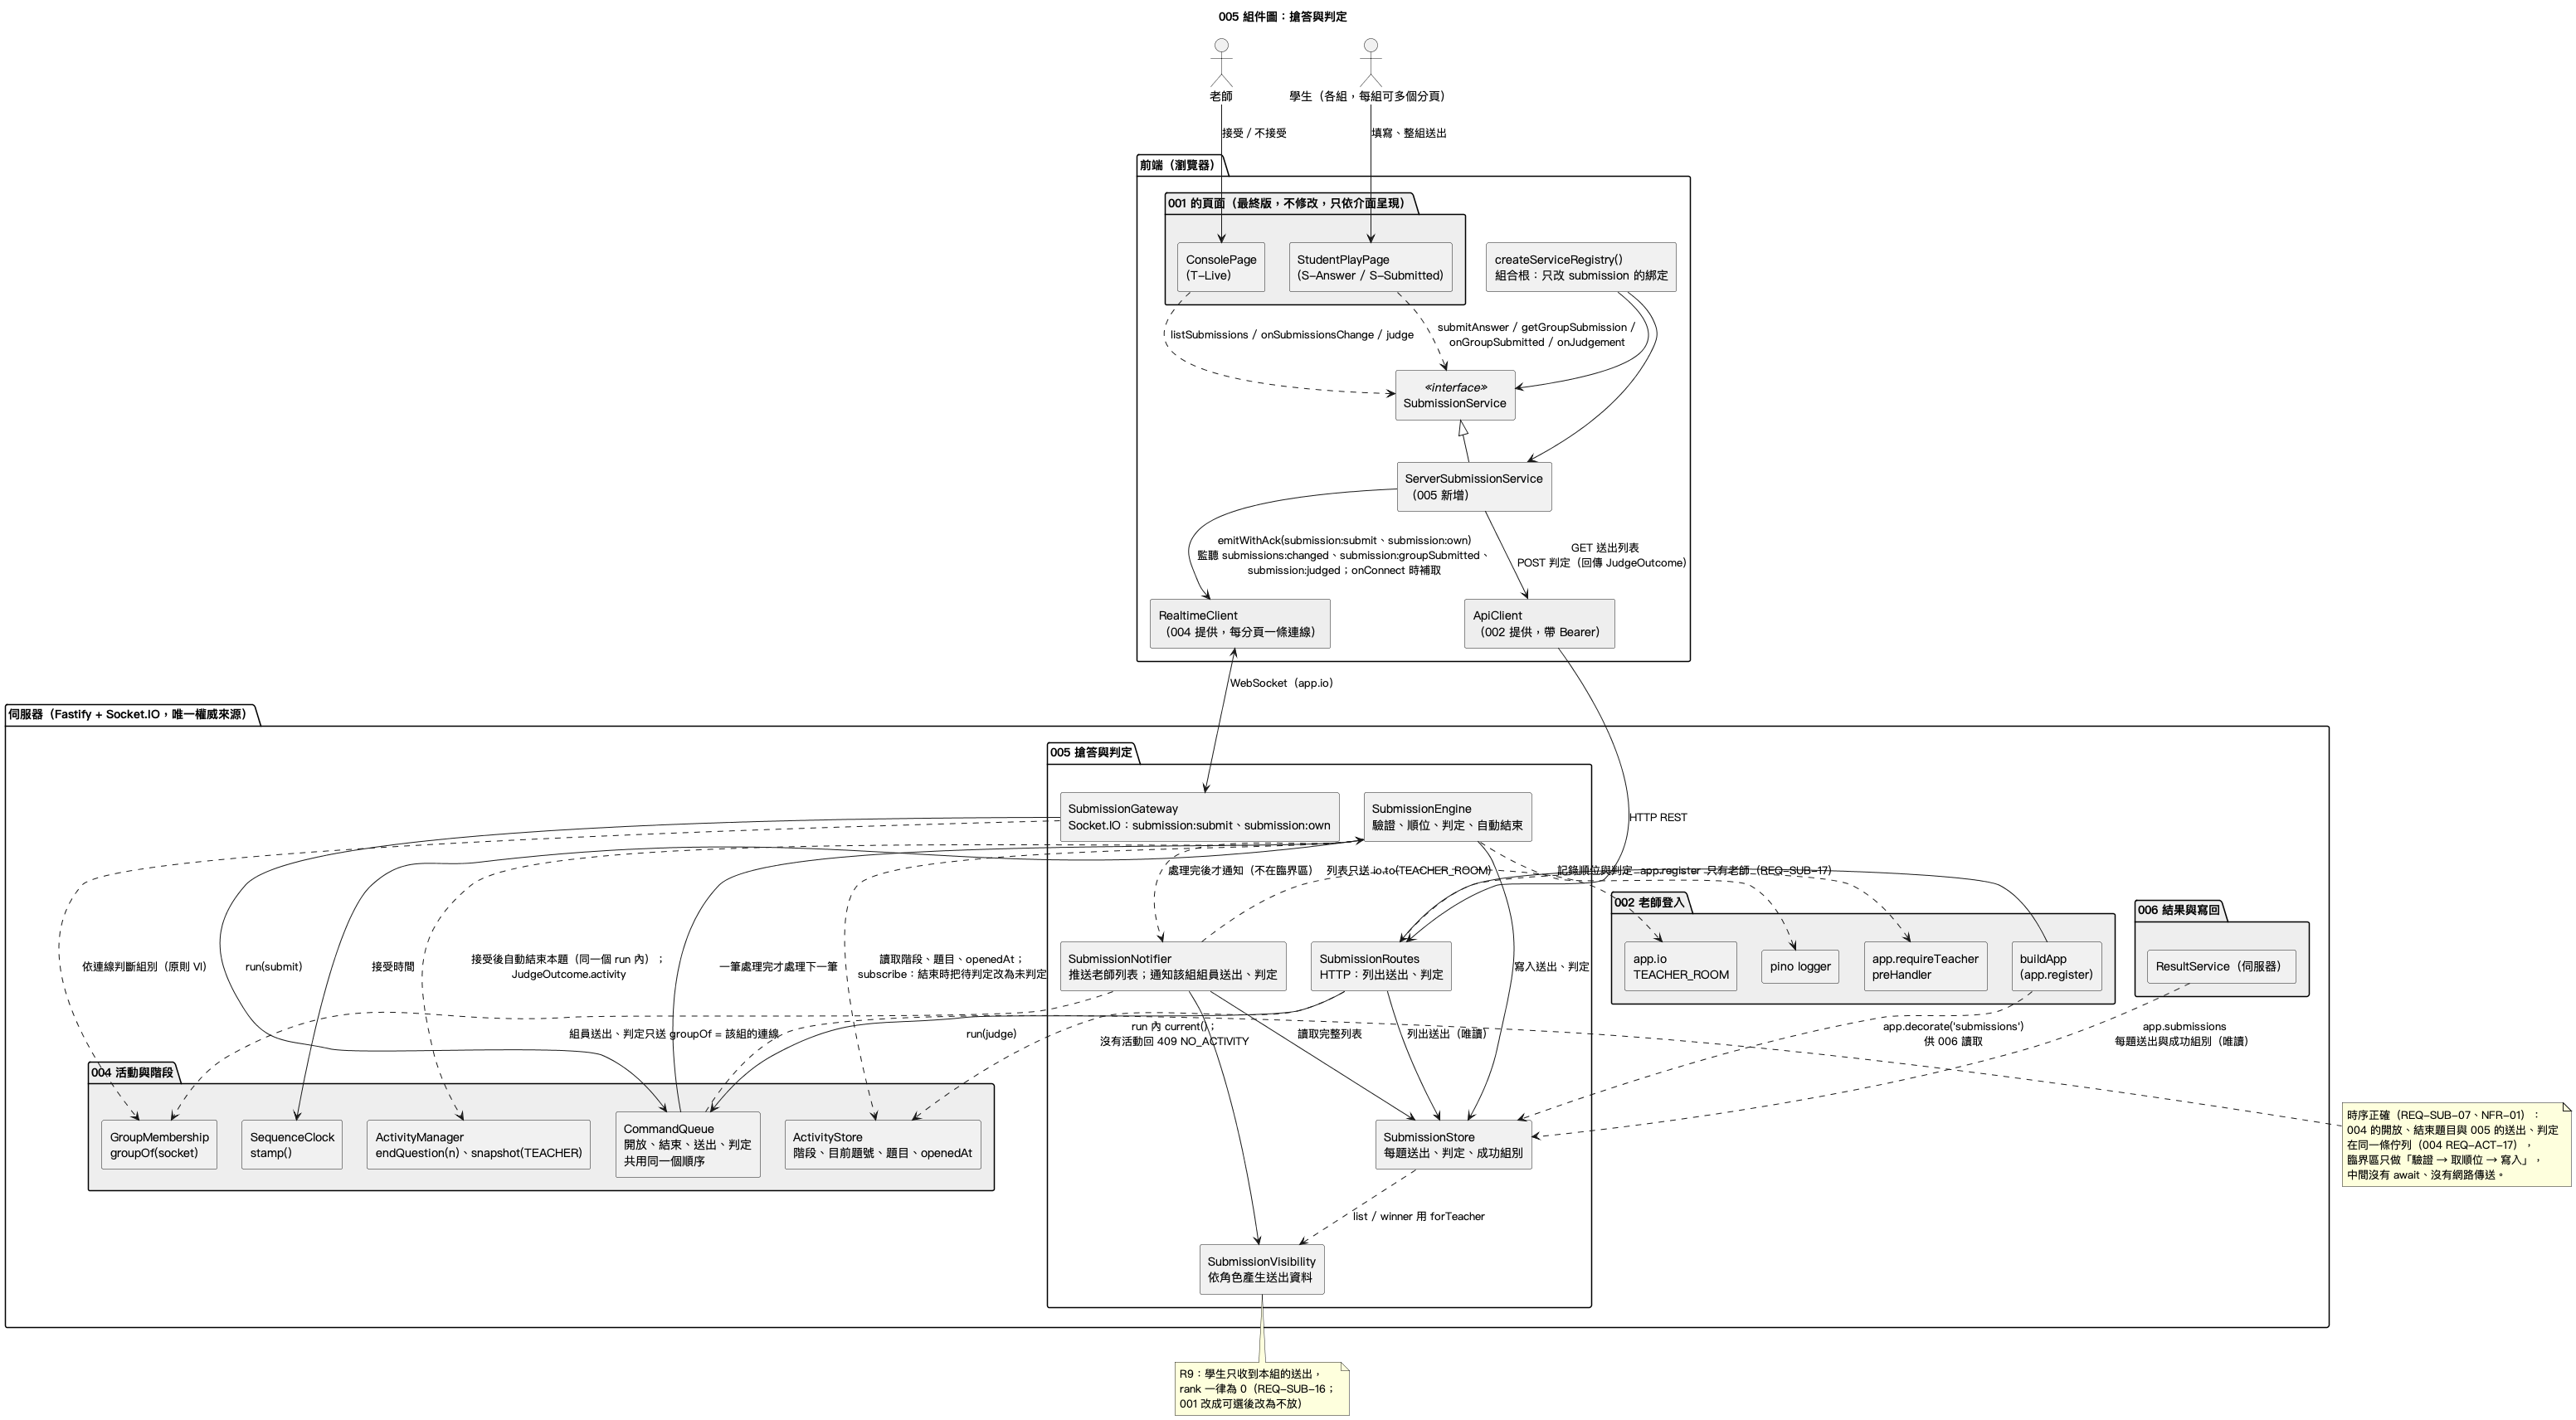 005 組件圖：搶答與判定
老師
學生（各組，每組可多個分頁）
接受 / 不接受
填寫、整組送出
前端（瀏覽器）
001 的頁面（最終版，不修改，只依介面呈現）
ConsolePage
(T-Live)
StudentPlayPage
(S-Answer / S-Submitted)
createServiceRegistry()
組合根：只改 submission 的綁定
listSubmissions / onSubmissionsChange / judge
submitAnswer / getGroupSubmission /
onGroupSubmitted / onJudgement
«interface»
SubmissionService
ServerSubmissionService
（005 新增）
emitWithAck(submission:submit、submission:own)
監聽 submissions:changed、submission:groupSubmitted、
submission:judged；onConnect 時補取
GET 送出列表
POST 判定（回傳 JudgeOutcome）
RealtimeClient
（004 提供，每分頁一條連線）
ApiClient
（002 提供，帶 Bearer）
WebSocket（app.io）
HTTP REST
伺服器（Fastify + Socket.IO，唯一權威來源）
005 搶答與判定
SubmissionGateway
Socket.IO：submission:submit、submission:own
SubmissionEngine
驗證、順位、判定、自動結束
處理完後才通知（不在臨界區）
列表只送 io.to(TEACHER_ROOM)
記錄順位與判定
app.register
只有老師（REQ-SUB-17）
002 老師登入
app.io
TEACHER_ROOM
pino logger
app.requireTeacher
preHandler
buildApp
(app.register)
006 結果與寫回
ResultService（伺服器）
依連線判斷組別（原則 VI）
run(submit)
接受時間
接受後自動結束本題（同一個 run 內）；
JudgeOutcome.activity
一筆處理完才處理下一筆
讀取階段、題目、openedAt；
subscribe：結束時把待判定改為未判定
SubmissionNotifier
推送老師列表；通知該組組員送出、判定
SubmissionRoutes
HTTP：列出送出、判定
寫入送出、判定
組員送出、判定只送 groupOf = 該組的連線
run(judge)
run 內 current()；
沒有活動回 409 NO_ACTIVITY
讀取完整列表
列出送出（唯讀）
app.decorate('submissions')
供 006 讀取
app.submissions
每題送出與成功組別（唯讀）
004 活動與階段
GroupMembership
groupOf(socket)
SequenceClock
stamp()
ActivityManager
endQuestion(n)、snapshot(TEACHER)
CommandQueue
開放、結束、送出、判定
共用同一個順序
ActivityStore
階段、目前題號、題目、openedAt
SubmissionStore
每題送出、判定、成功組別
時序正確（REQ-SUB-07、NFR-01）：
004 的開放、結束題目與 005 的送出、判定
在同一條佇列（004 REQ-ACT-17），
臨界區只做「驗證 → 取順位 → 寫入」，
中間沒有 await、沒有網路傳送。
list / winner 用 forTeacher
SubmissionVisibility
依角色產生送出資料
R9：學生只收到本組的送出，
rank 一律為 0（REQ-SUB-16；
001 改成可選後改為不放）